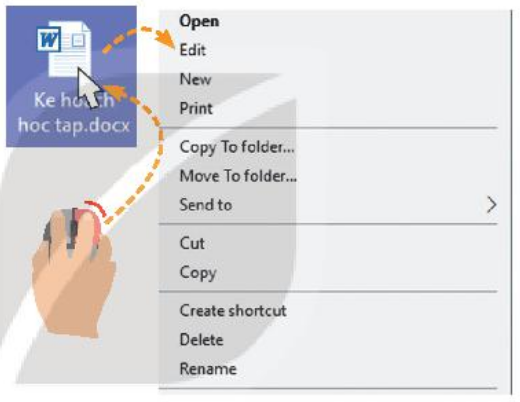 W
Ke hoach
hoc tap.docx
Open
Edit
New
Print
Copy To folder...
Move To folder...
Send to
Cut
Copy
Create shortcut
Delete
Rename